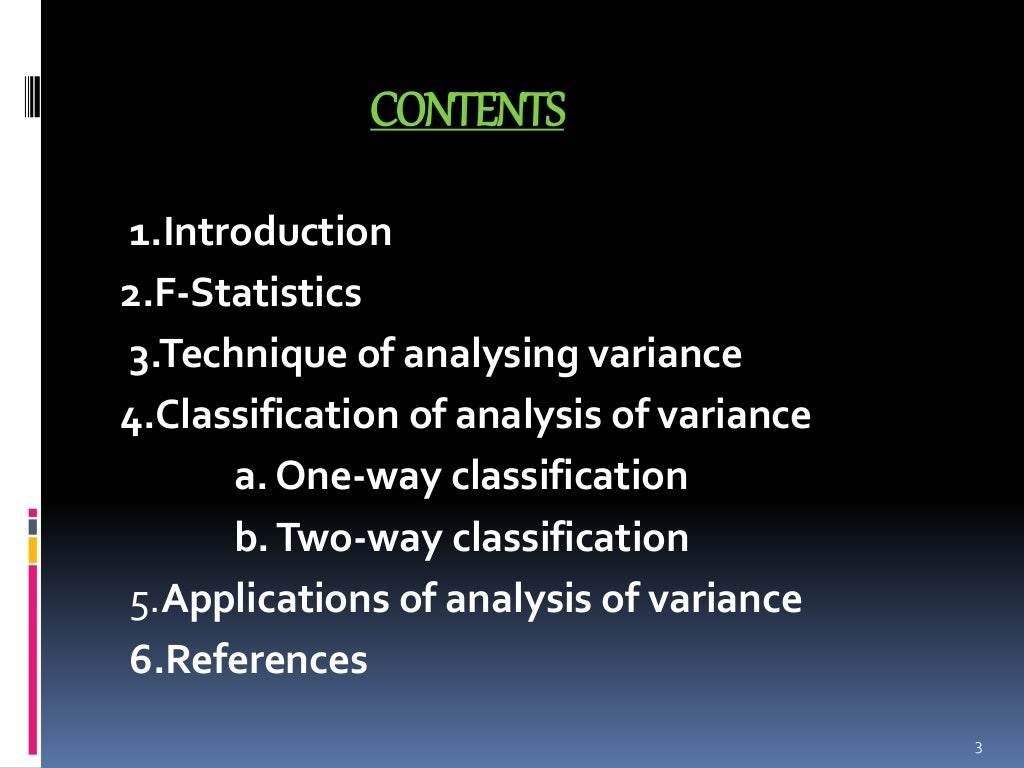 CONTENTS
1.Introduction
2.F-Statistics
3.Technique of analysing variance
4.Classification of analysis of variance
a. One-way classification
b. Two-way classification
5.Applications of analysis of variance
6.References
3